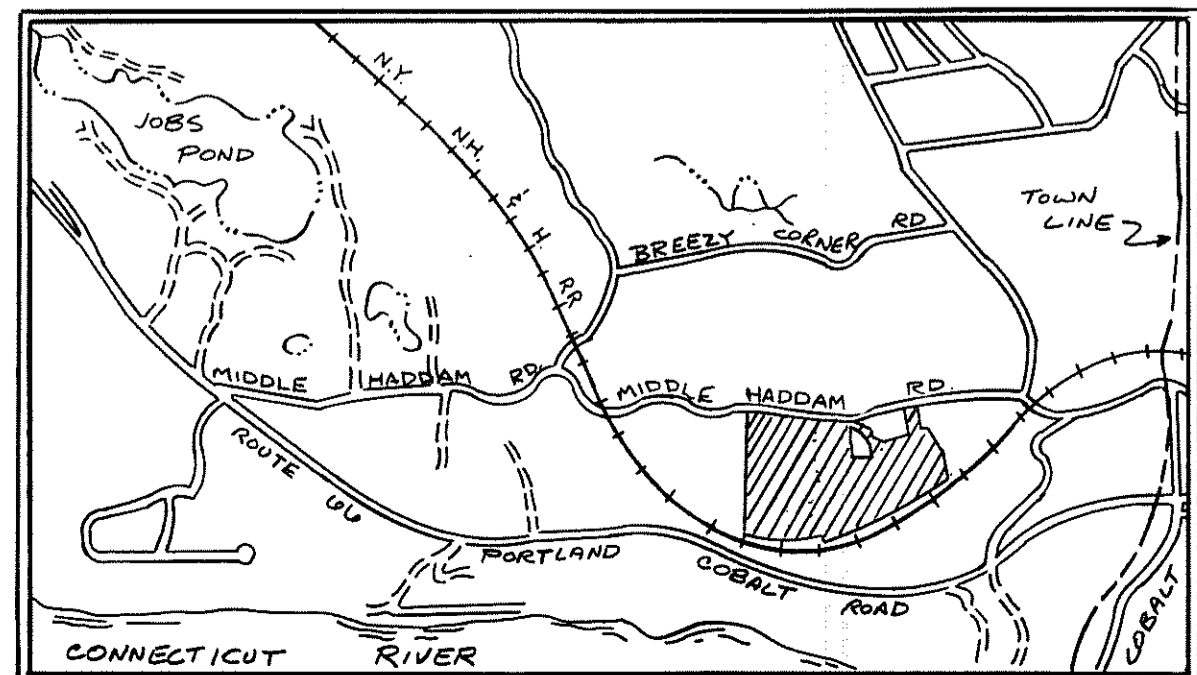 N.Y.
N.H.
&
H.
RR
JOBS
POND
TOWN
LINE
BREEZY CORNER RD
MIDDLE HADDAM RD.
MIDDLE HADDAM RD.
ROUTE 66
PORTLAND COBALT ROAD
COBALT
CONNECTICUT RIVER